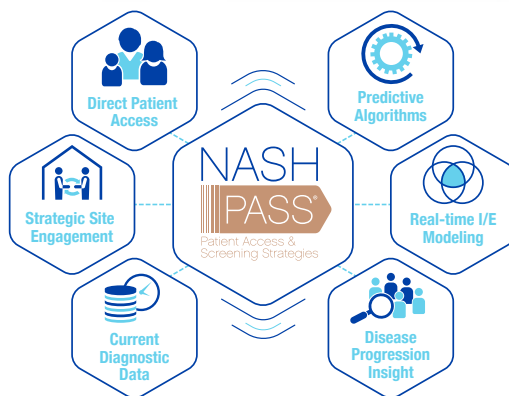 Direct Patient
Access
Predictive
Algorithms
Strategic Site
Engagement
NASH
PASS®
Patient Access &
Screening Strategies
Real-time I/E
Modeling
Current
Diagnostic
Data
Disease
Progression
Insight